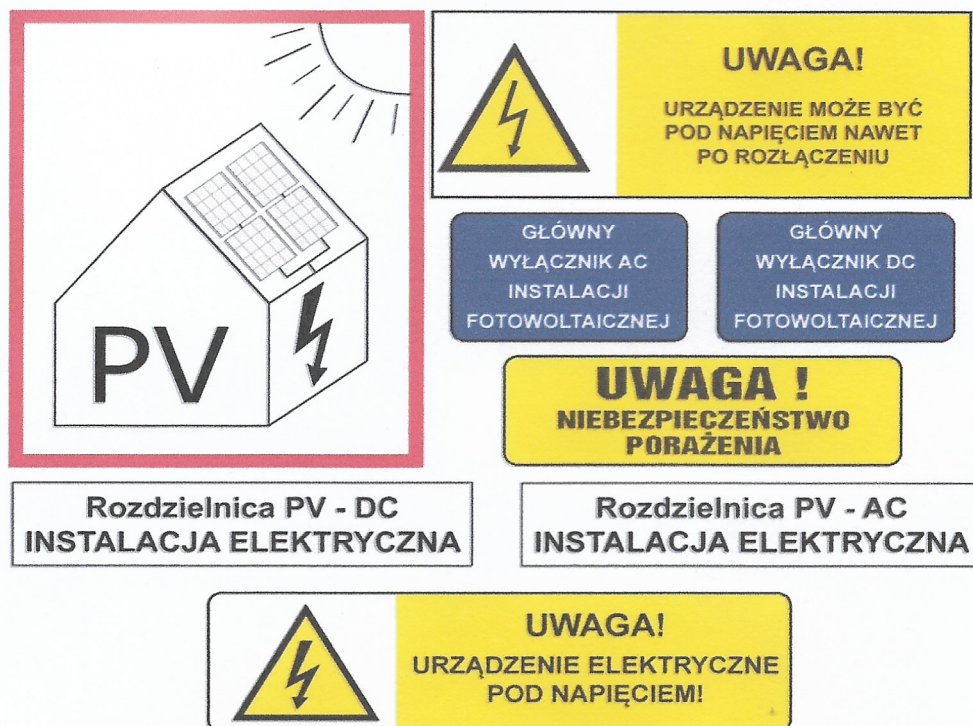 PV
UWAGA!
URZĄDZENIE MOŻE BYĆ
POD NAPIĘCIEM NAWET
PO ROZŁĄCZENIU
GŁÓWNY
WYŁĄCZNIK AC
INSTALACJI
FOTOWOLTAICZNEJ
GŁÓWNY
WYŁĄCZNIK DC
INSTALACJI
FOTOWOLTAICZNEJ
UWAGA !
NIEBEZPIECZEŃSTWO
PORAŻENIA
Rozdzielnica PV - DC
INSTALACJA ELEKTRYCZNA
Rozdzielnica PV - AC
INSTALACJA ELEKTRYCZNA
UWAGA!
URZĄDZENIE ELEKTRYCZNE
POD NAPIĘCIEM!